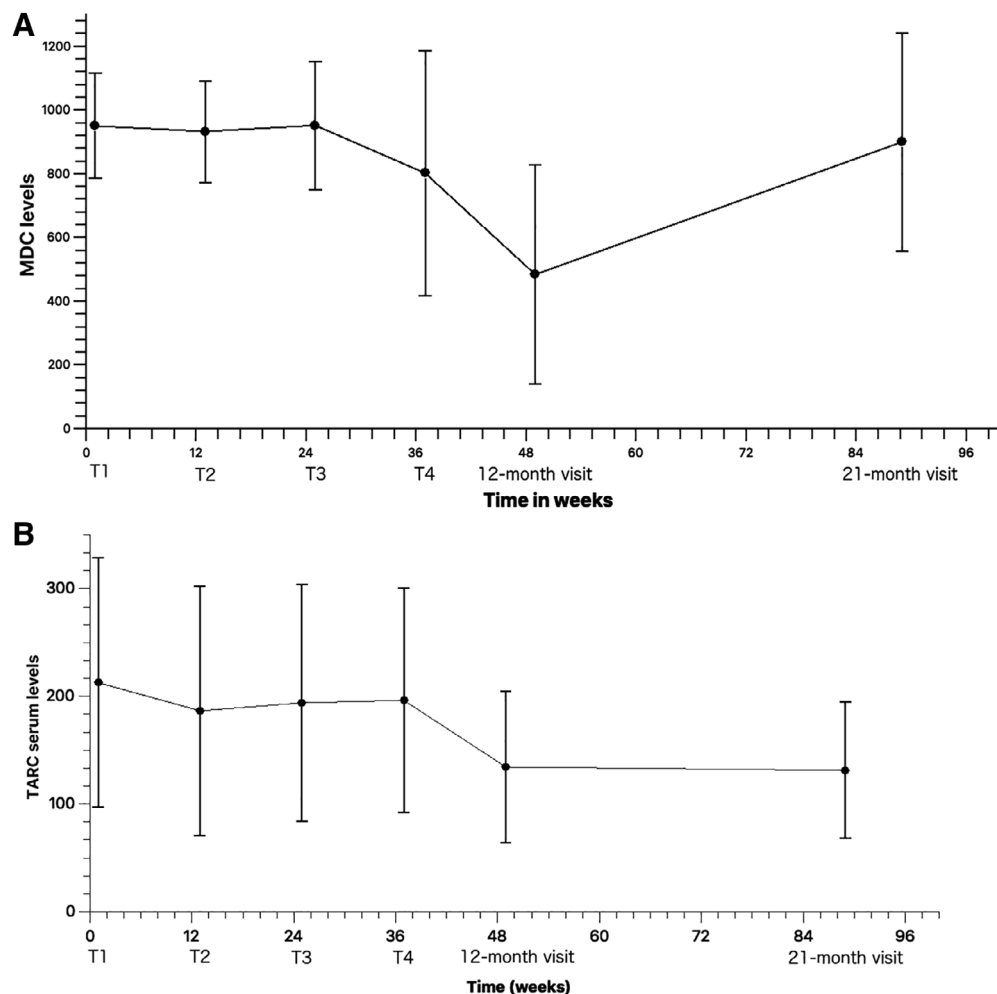 A
MDC levels
1200
1000
800
600
400
200
0
0 12 24 36 48 60 72 84 96
T1 T2 T3 T4 12-month visit 21-month visit
Time in weeks
B
TARC serum levels
300
200
100
0
0 12 24 36 48 60 72 84 96
T1 T2 T3 T4 12-month visit 21-month visit
Time (weeks)